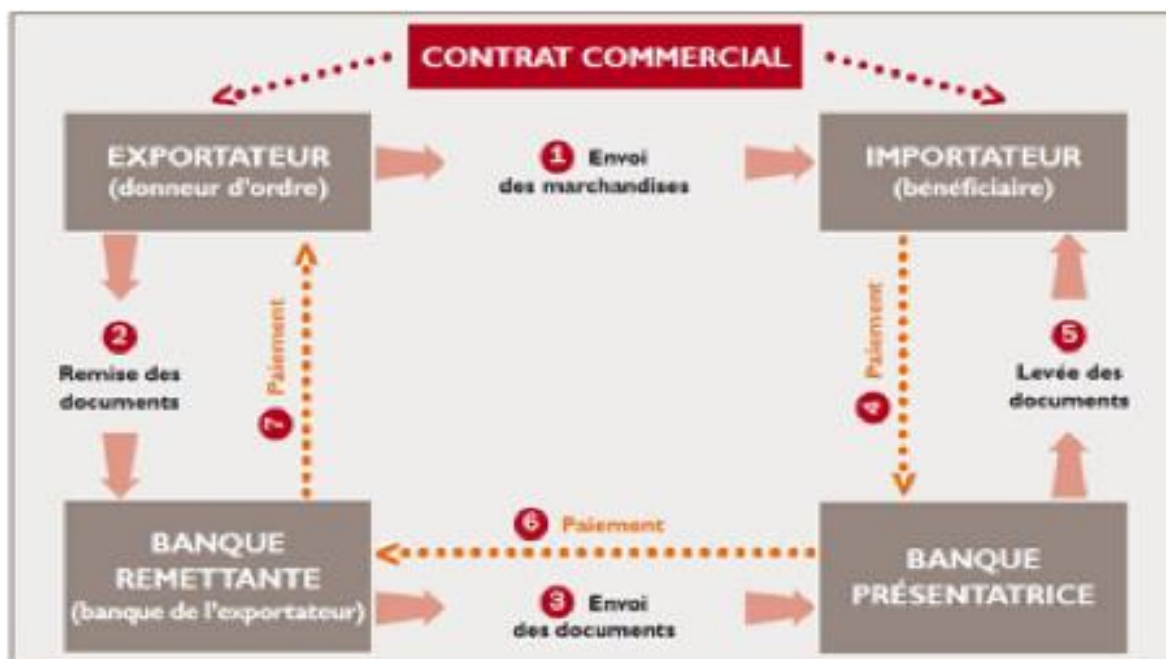 CONTRAT COMMERCIAL
EXPORTATEUR
(donneur d'ordre)
1 Envoi
des marchandises
IMPORTATEUR
(bénéficiaire)
2
Remise des
documents
7 Paiement
4 Paiement
5
Levée des
documents
BANQUE
REMETTANTE
(banque de l'exportateur)
6 Paiement
3 Envoi
des documents
BANQUE
PRÉSENTATRICE